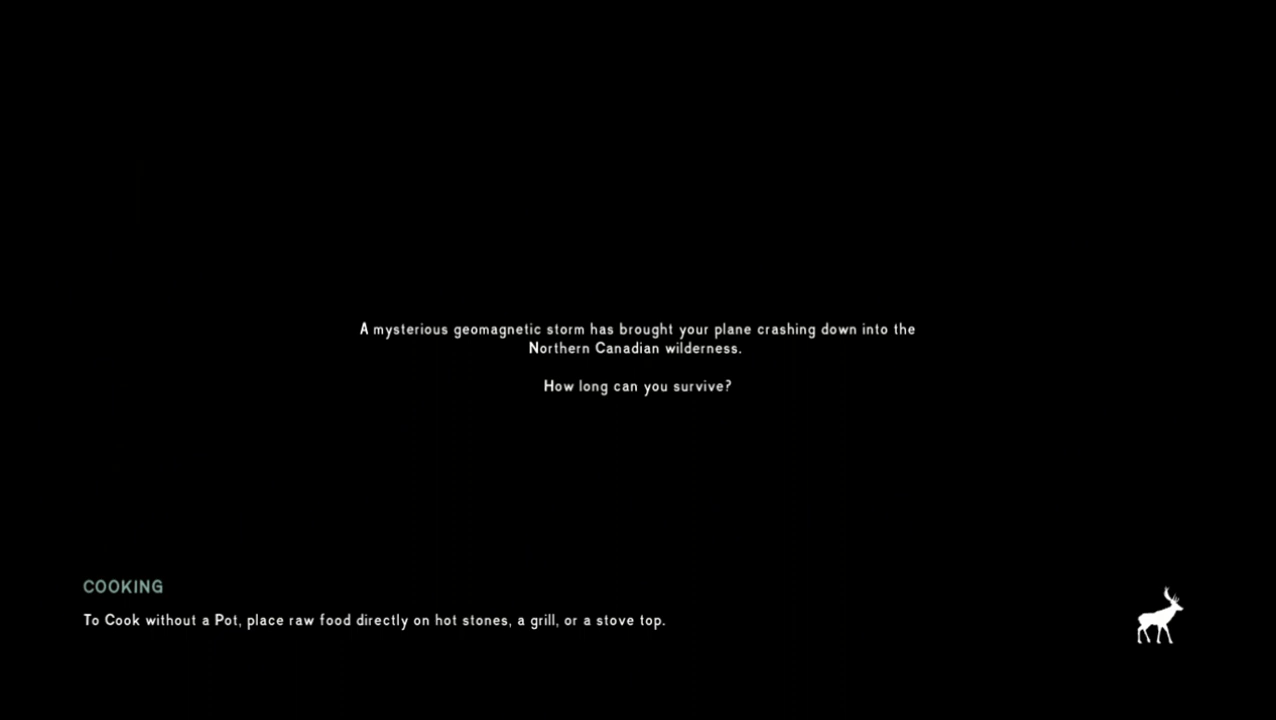 A mysterious geomagnetic storm has brought your plane crashing down into the
Northern Canadian wilderness.
How long can you survive?
COOKING
To Cook without a Pot, place raw food directly on hot stones, a grill, or a stove top.